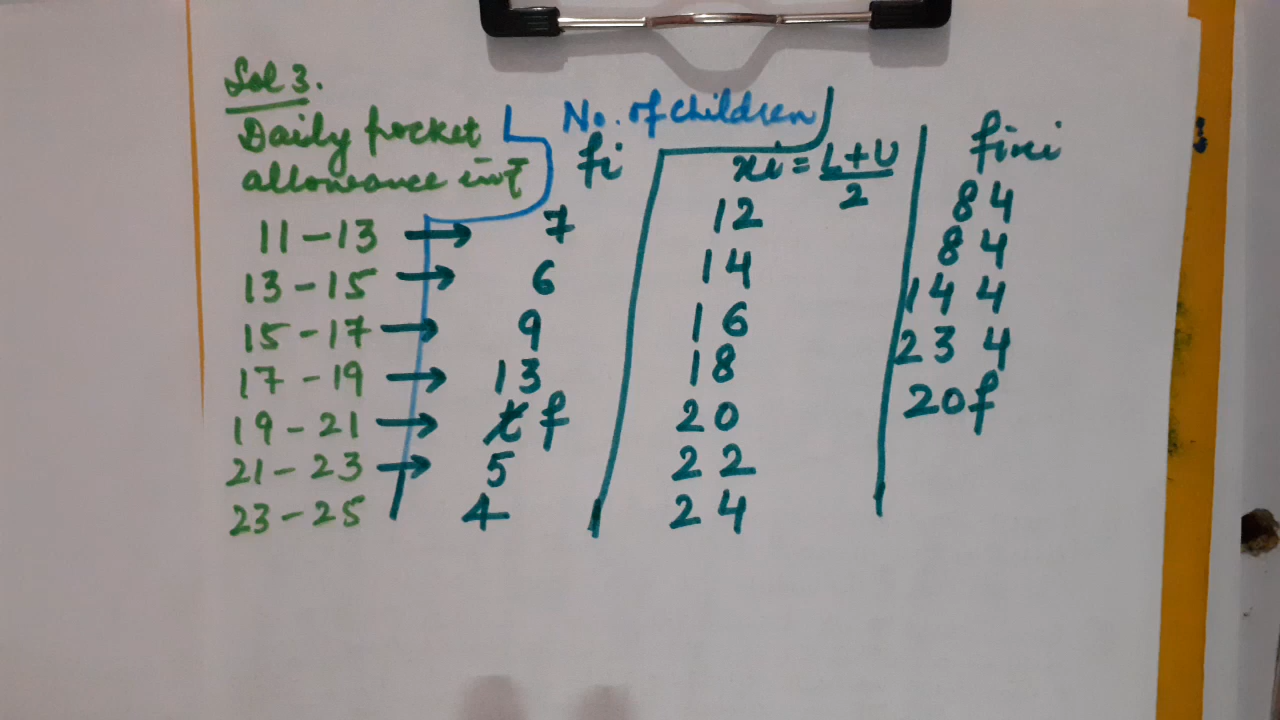 Sol 3.
Daily pocket allowance in ₹ No. of children fi xi = L+U/2 fixi
11-13 → 7 12 84
13-15 → 6 14 84
15-17 → 9 16 144
17-19 → 13 18 234
19-21 → f 20 20f
21-23 → 5 22
23-25 4 24